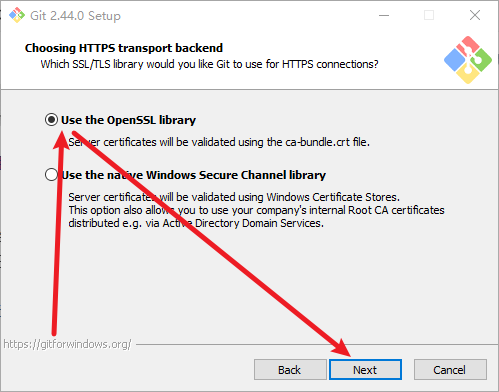 Git 2.44.0 Setup
Choosing HTTPS transport backend
Which SSL/TLS library would you like Git to use for HTTPS connections?
Use the OpenSSL library
Server certificates will be validated using the ca-bundle.crt file.
Use the native Windows Secure Channel library
Server certificates will be validated using Windows Certificate Stores.
This option also allows you to use your company's internal Root CA certificates
distributed e.g. via Active Directory Domain Services.
https://gitforwindows.org/
Back
Next
Cancel